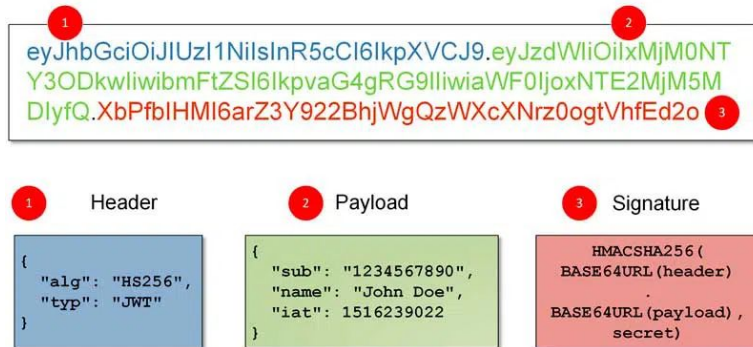 1
2
eyJhbGciOiJIUzI1NiIsInR5cCI6IkpXVCJ9.eyJzdWIiOiIxMjM0NT
Y3ODkwIiwibmFtZSI6IkpvaG4gRG9lIiwiaWF0IjoxNTE2MjM5M
DIyfQ.XbPfbIHMI6arZ3Y922BhjWgQzWXcXNrz0ogtVhfEd2o
3
1 Header
{
"alg": "HS256",
"typ": "JWT"
}
2 Payload
{
"sub": "1234567890",
"name": "John Doe",
"iat": 1516239022
}
3 Signature
HMACSHA256(
BASE64URL(header)
.
BASE64URL(payload),
secret)